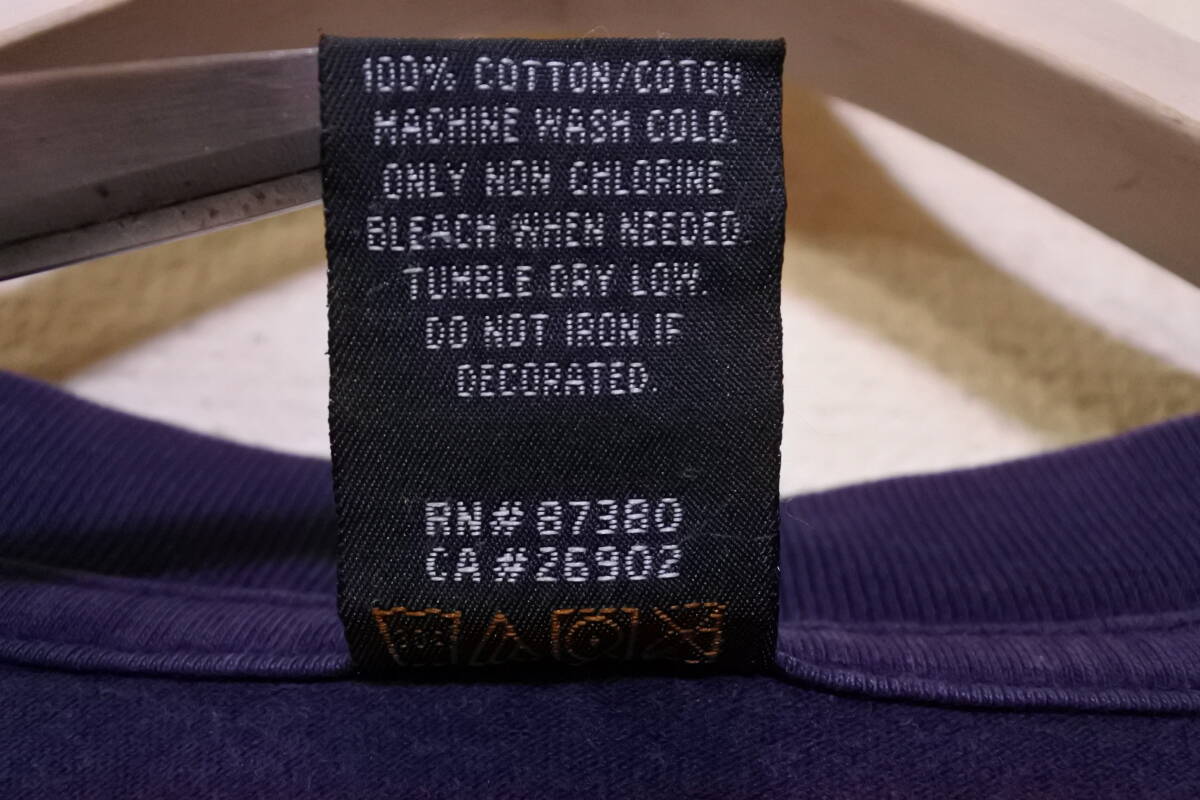 100% COTTON/COTON
MACHINE WASH COLD.
ONLY NON CHLORINE
BLEACH WHEN NEEDED.
TUMBLE DRY LOW.
DO NOT IRON IF
DECORATED.
RN# 87380
CA #26902